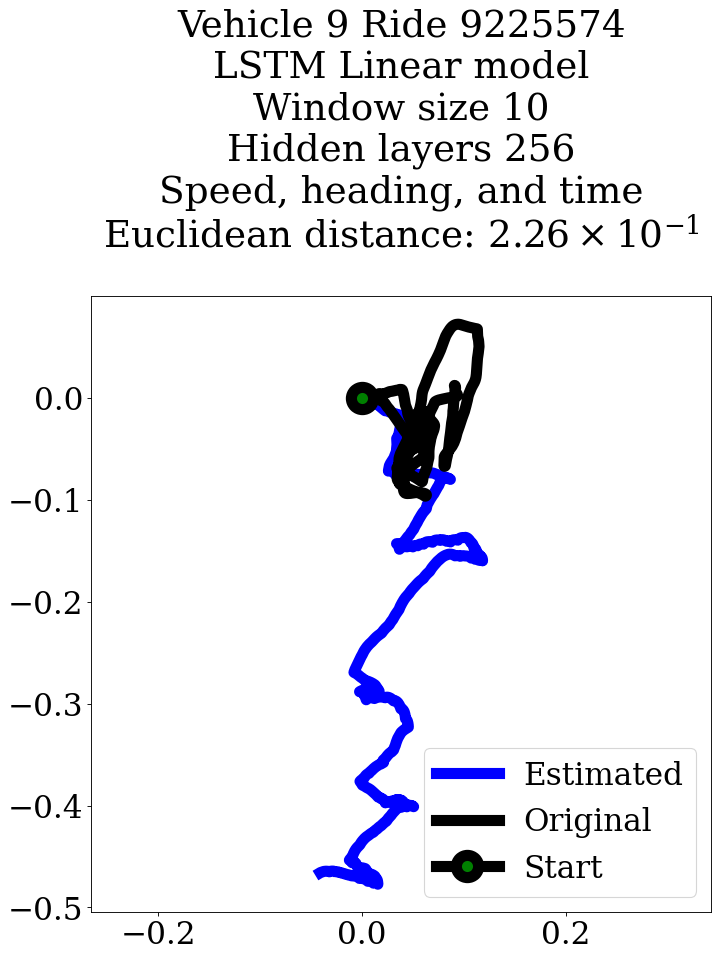 Vehicle 9 Ride 9225574
LSTM Linear model
Window size 10
Hidden layers 256
Speed, heading, and time
Euclidean distance: 2.26 × 10⁻¹
0.0
−0.1
−0.2
−0.3
−0.4
−0.5
−0.2
0.0
0.2
Estimated
Original
Start